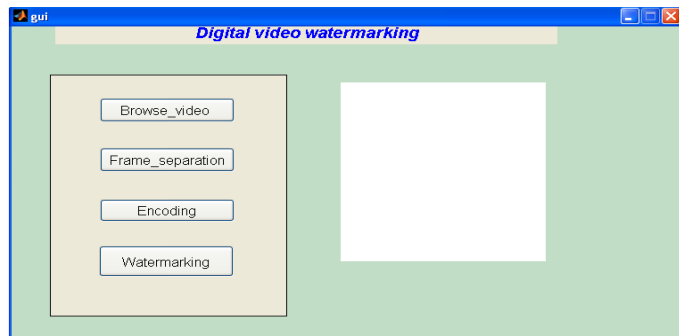 gui
Digital video watermarking
Browse_video
Frame_separation
Encoding
Watermarking